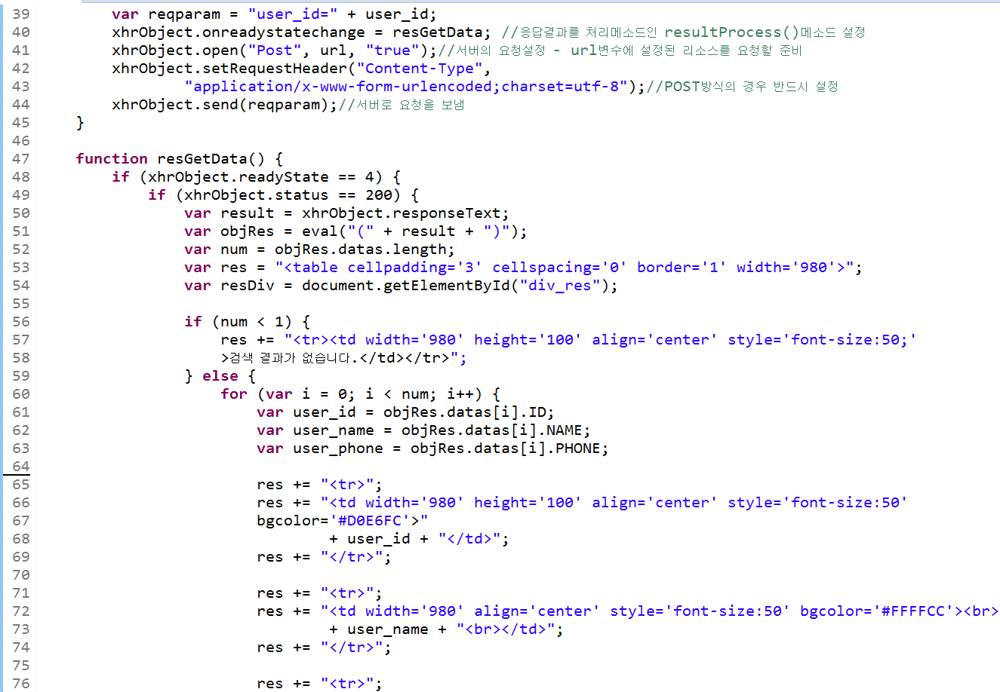 39 var reqparam = "user_id=" + user_id;
40 xhrObject.onreadystatechange = resGetData; //응답결과를 처리메소드인 resultProcess()메소드 설정
41 xhrObject.open("Post", url, "true");//서버의 요청설정 - url변수에 설정된 리소스를 요청할 준비
42 xhrObject.setRequestHeader("Content-Type",
43 "application/x-www-form-urlencoded;charset=utf-8");//POST방식의 경우 반드시 설정
44 xhrObject.send(reqparam);//서버로 요청을 보냄
45 }
46
47 function resGetData() {
48 if (xhrObject.readyState == 4) {
49 if (xhrObject.status == 200) {
50 var result = xhrObject.responseText;
51 var objRes = eval("(" + result + ")");
52 var num = objRes.datas.length;
53 var res = "<table cellpadding='3' cellspacing='0' border='1' width='980'>";
54 var resDiv = document.getElementById("div_res");
55
56 if (num < 1) {
57 res += "<tr><td width='980' height='100' align='center' style='font-size:50;'
58 >검색 결과가 없습니다.</td></tr>";
59 } else {
60 for (var i = 0; i < num; i++) {
61 var user_id = objRes.datas[i].ID;
62 var user_name = objRes.datas[i].NAME;
63 var user_phone = objRes.datas[i].PHONE;
64
65 res += "<tr>";
66 res += "<td width='980' height='100' align='center' style='font-size:50'
67 bgcolor='#D0E6FC'>"
68 + user_id + "</td>";
69 res += "</tr>";
70
71 res += "<tr>";
72 res += "<td width='980' align='center' style='font-size:50' bgcolor='#FFFFCC'><br>
73 + user_name + "<br></td>";
74 res += "</tr>";
75
76 res += "<tr>";